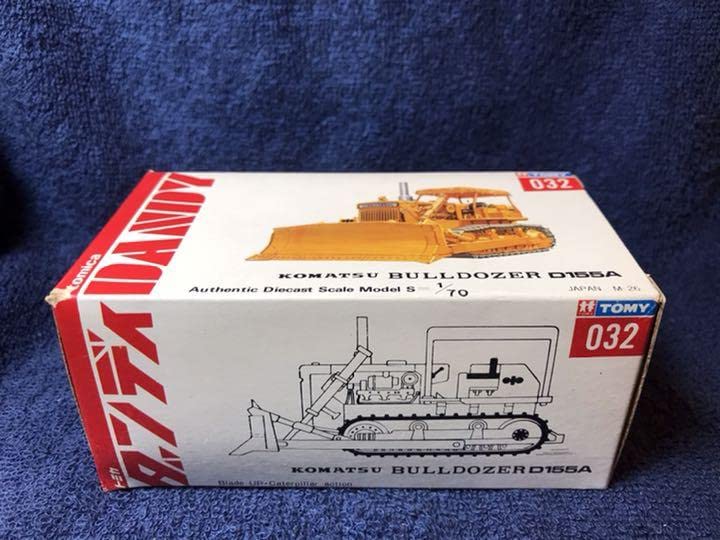 TOMY
032
tomica
DANDY
KOMATSU BULLDOZER D155A
Authentic Diecast Scale Model S= 1/70
JAPAN M-26
TOMY
032
トミカ
ダンディ
KOMATSU BULLDOZER D155A
Blade UP・Caterpillar action